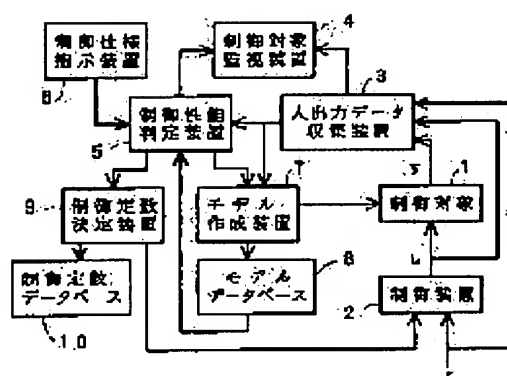 制御仕様
指示装置
6
制御対象
監視装置
4
制御性能
判定装置
5
入出力データ
収集装置
3
9
制御定数
決定装置
モデル
作成装置
7
制御対象
1
制御定数
データベース
10
モデル
データベース
8
制御装置
2
y
u
r